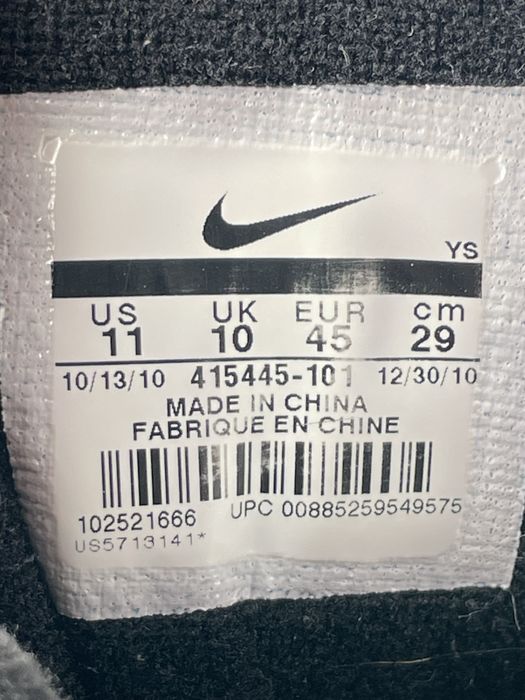 YS
US UK EUR cm
11 10 45 29
10/13/10 415445-101 12/30/10
MADE IN CHINA
FABRIQUE EN CHINE
102521666 UPC 00885259549575
US5713141*